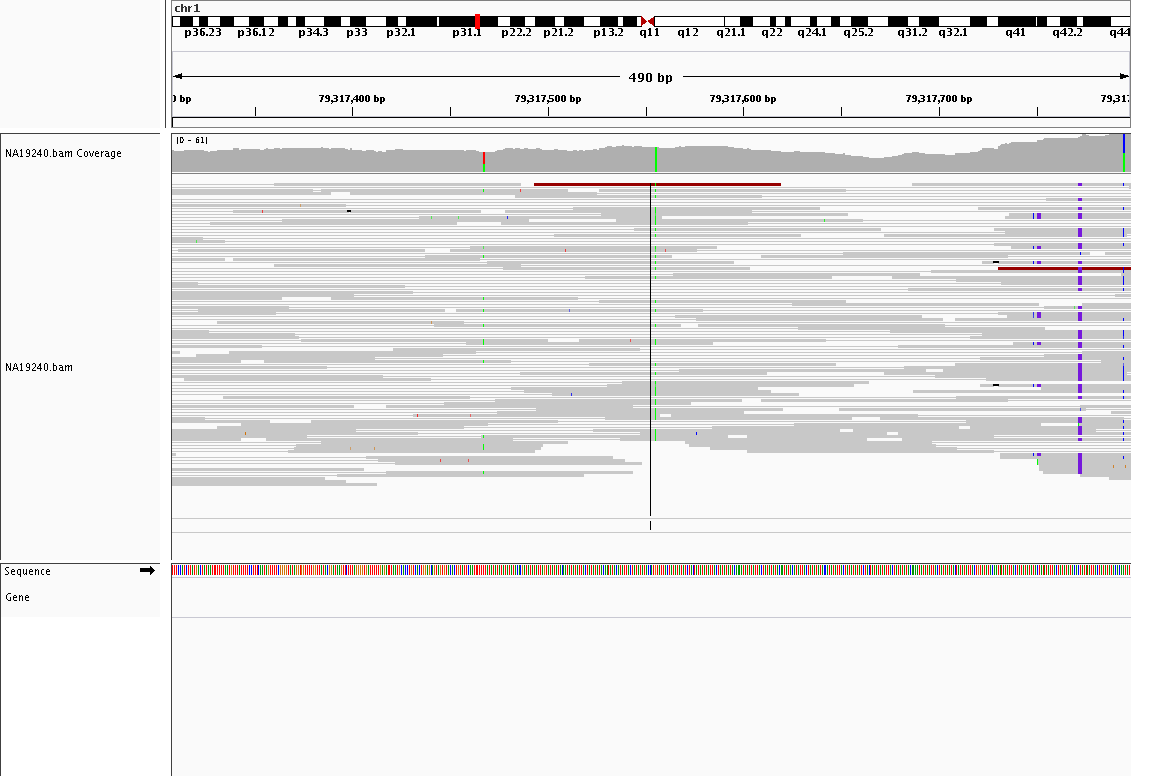 chr1
p36.23 p36.12 p34.3 p33 p32.1 p31.1 p22.2 p21.2 p13.2 q11 q12 q21.1 q22 q24.1 q25.2 q31.2 q32.1 q41 q42.2 q44
490 bp
0 bp 79,317,400 bp 79,317,500 bp 79,317,600 bp 79,317,700 bp 79,317
NA19240.bam Coverage
[0 - 61]
NA19240.bam
Sequence
Gene